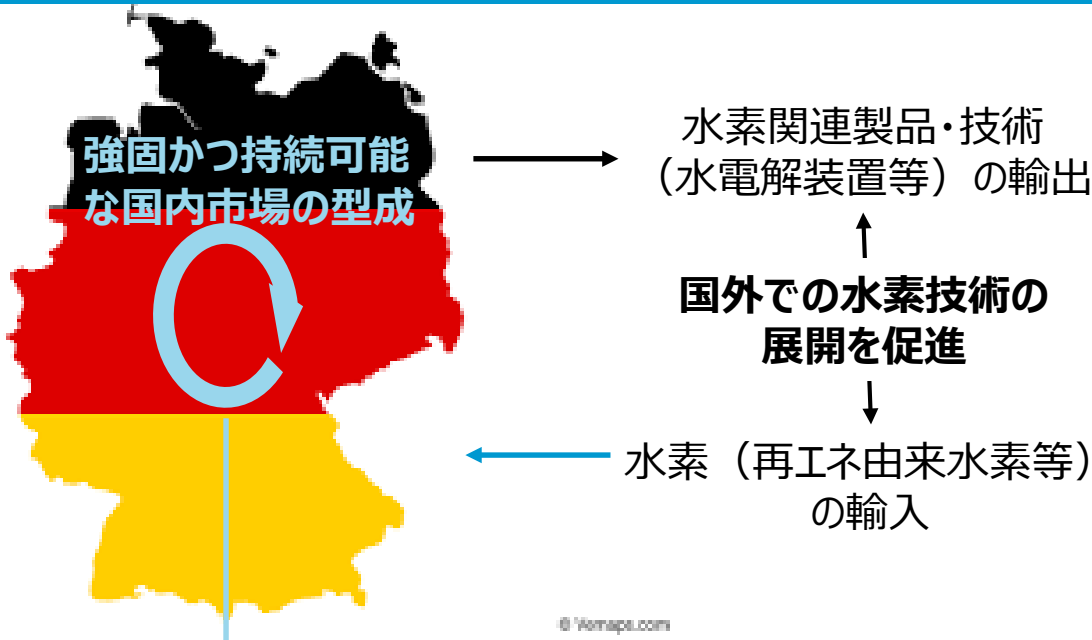 強固かつ持続可能
な国内市場の型成
水素関連製品・技術
（水電解装置等）の輸出
国外での水素技術の
展開を促進
水素（再エネ由来水素等）
の輸入
© Vemaps.com